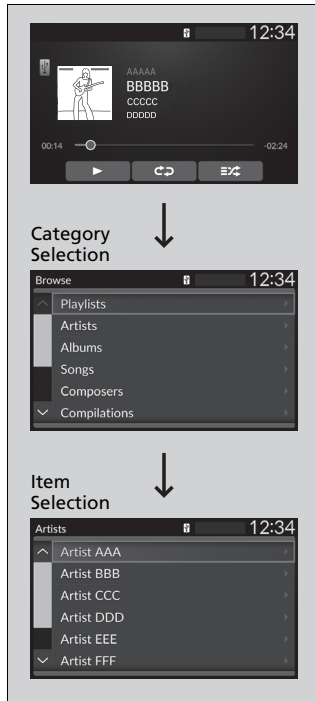 12:34
AAAAA
BBBBB
CCCCC
DDDDD
00:14
-02:24
Category
Selection
Browse
12:34
Playlists
Artists
Albums
Songs
Composers
Compilations
Item
Selection
Artists
12:34
Artist AAA
Artist BBB
Artist CCC
Artist DDD
Artist EEE
Artist FFF